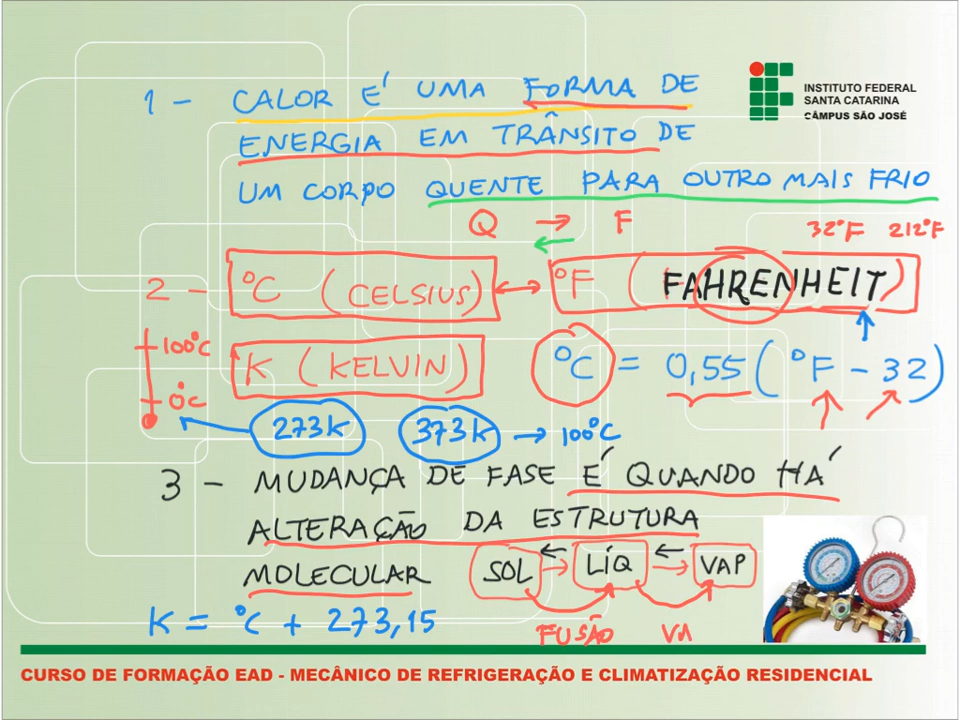 INSTITUTO FEDERAL
SANTA CATARINA
CÂMPUS SÃO JOSÉ
1 - CALOR É UMA FORMA DE
ENERGIA EM TRÂNSITO DE
UM CORPO QUENTE PARA OUTRO MAIS FRIO
Q → F
32°F 212°F
2 - °C (CELSIUS) ↔ °F (FAHRENHEIT)
100°C
0°C
K (KELVIN)
°C = 0,55 (°F - 32)
273K 373K → 100°C
3 - MUDANÇA DE FASE É QUANDO HÁ
ALTERAÇÃO DA ESTRUTURA
MOLECULAR SOL LÍQ VAP
K = °C + 273,15
FUSÃO VA
CURSO DE FORMAÇÃO EAD - MECÂNICO DE REFRIGERAÇÃO E CLIMATIZAÇÃO RESIDENCIAL